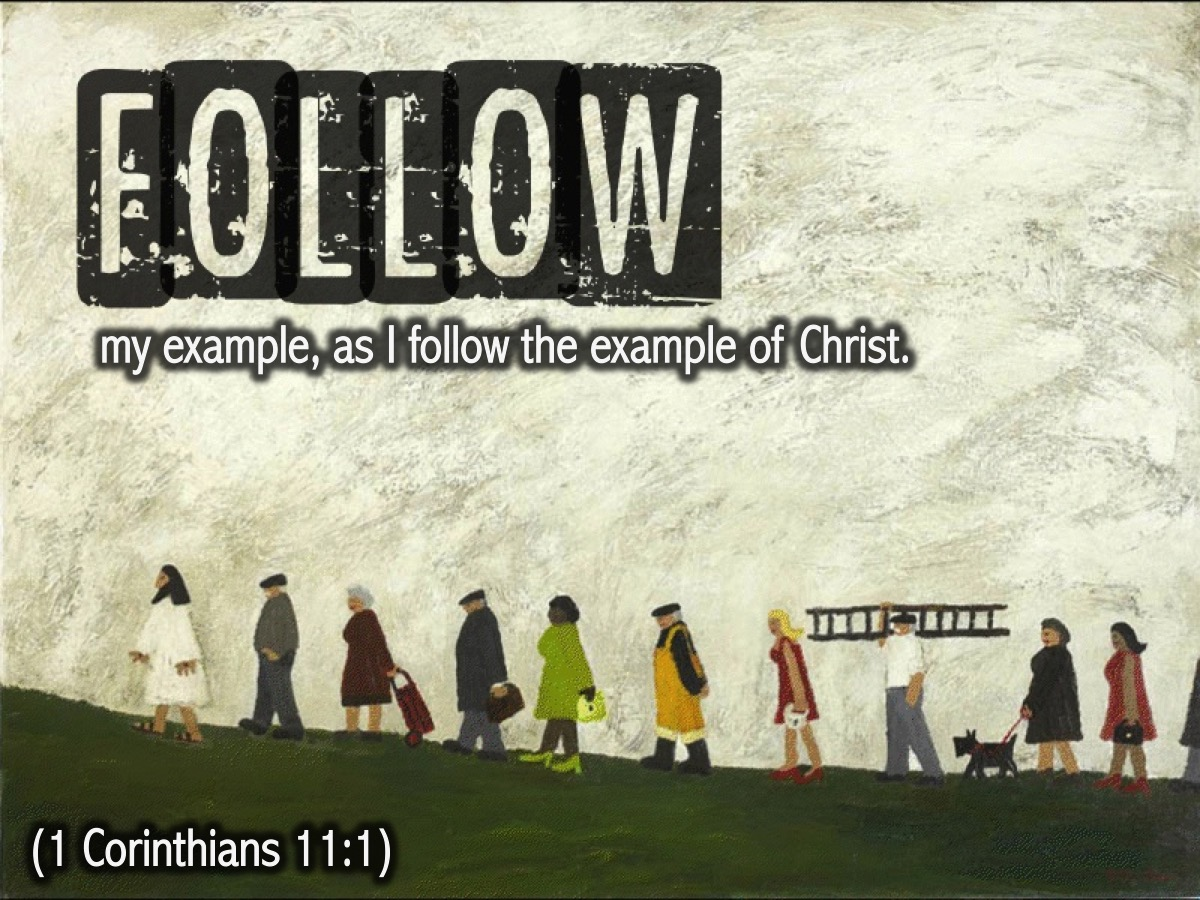 FOLLOW
my example, as I follow the example of Christ.
(1 Corinthians 11:1)